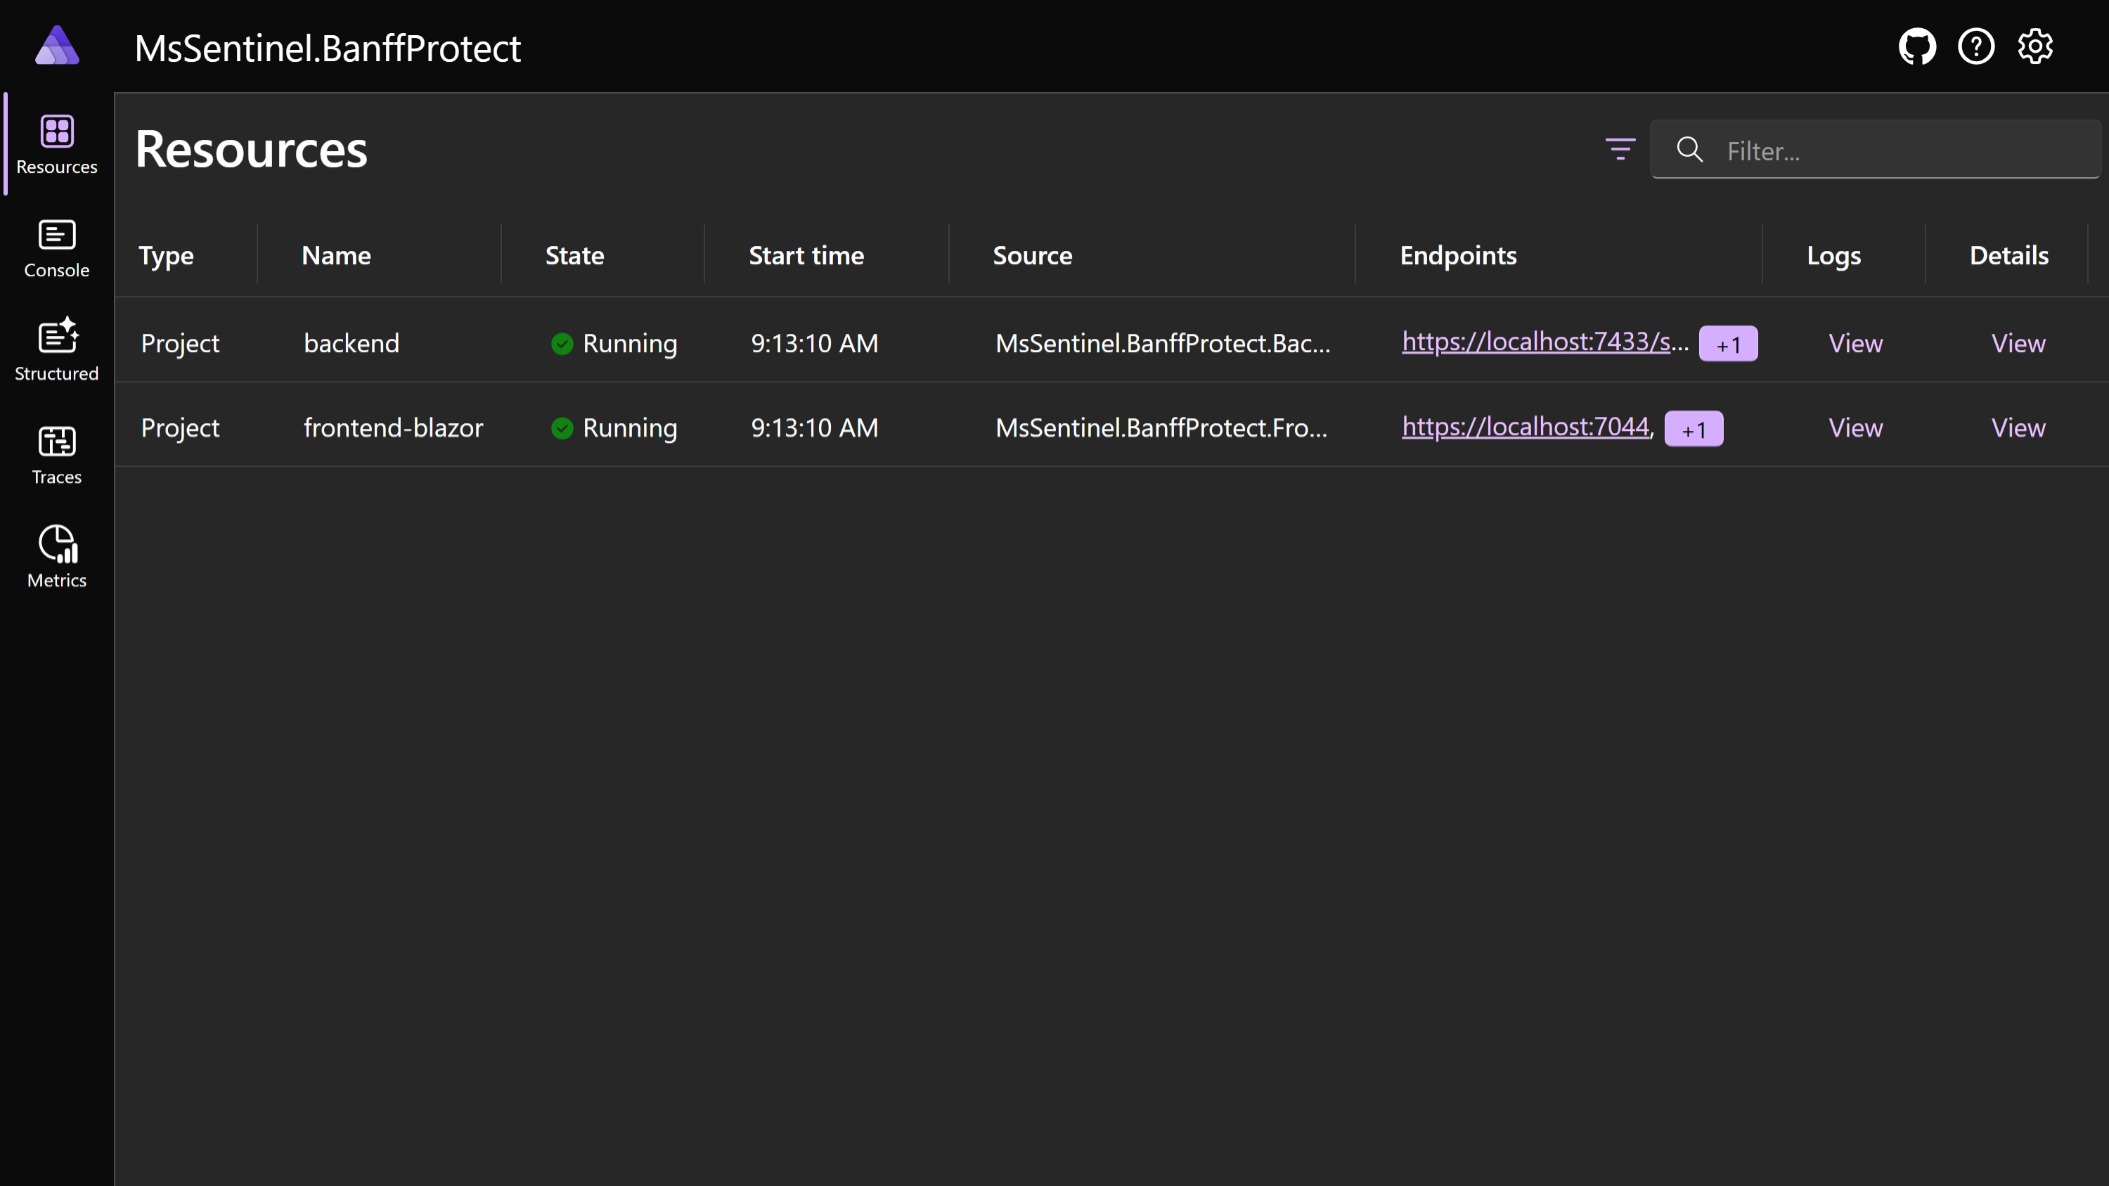 MsSentinel.BanffProtect
Resources
Console
Structured
Traces
Metrics
Resources
Filter...
Type Name State Start time Source Endpoints Logs Details
Project backend Running 9:13:10 AM MsSentinel.BanffProtect.Bac... https://localhost:7433/s... +1 View View
Project frontend-blazor Running 9:13:10 AM MsSentinel.BanffProtect.Fro... https://localhost:7044, +1 View View